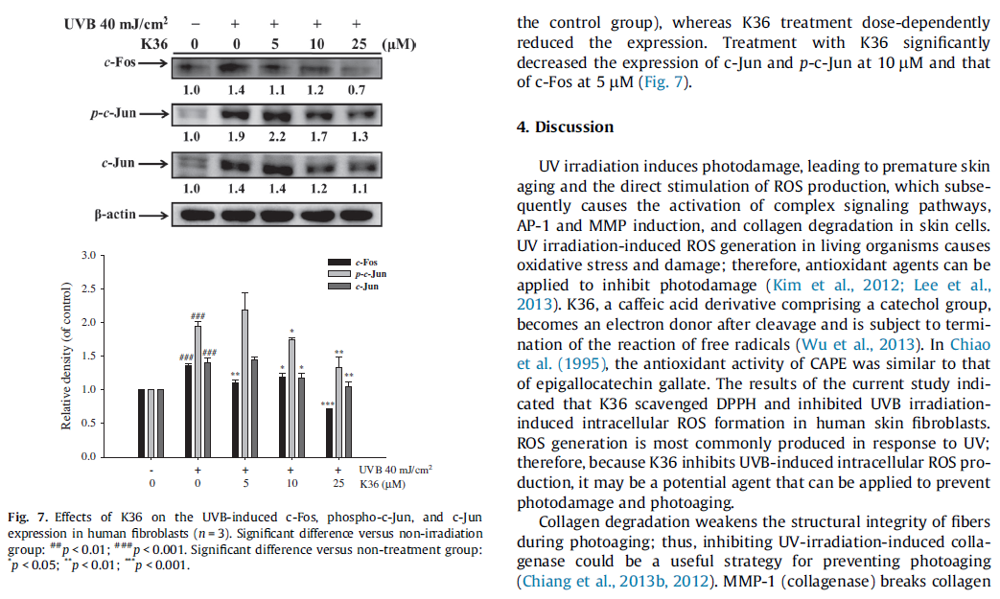 UVB 40 mJ/cm² − + + + +
K36 0 0 5 10 25 (μM)
c-Fos
1.0 1.4 1.1 1.2 0.7
p-c-Jun
1.0 1.9 2.2 1.7 1.3
c-Jun
1.0 1.4 1.4 1.2 1.1
β-actin
3.0
2.5
2.0
1.5
1.0
0.5
0.0
Relative density (of control)
c-Fos
p-c-Jun
c-Jun
### ### ###
**
* * *
*** ** **
- + + + + UVB 40 mJ/cm²
0 0 5 10 25 K36 (μM)
Fig. 7. Effects of K36 on the UVB-induced c-Fos, phospho-c-Jun, and c-Jun
expression in human fibroblasts (n = 3). Significant difference versus non-irradiation
group: ##p < 0.01; ###p < 0.001. Significant difference versus non-treatment group:
*p < 0.05; **p < 0.01; ***p < 0.001.
the control group), whereas K36 treatment dose-dependently
reduced the expression. Treatment with K36 significantly
decreased the expression of c-Jun and p-c-Jun at 10 μM and that
of c-Fos at 5 μM (Fig. 7).
4. Discussion
UV irradiation induces photodamage, leading to premature skin
aging and the direct stimulation of ROS production, which subse-
quently causes the activation of complex signaling pathways,
AP-1 and MMP induction, and collagen degradation in skin cells.
UV irradiation-induced ROS generation in living organisms causes
oxidative stress and damage; therefore, antioxidant agents can be
applied to inhibit photodamage (Kim et al., 2012; Lee et al.,
2013). K36, a caffeic acid derivative comprising a catechol group,
becomes an electron donor after cleavage and is subject to termi-
nation of the reaction of free radicals (Wu et al., 2013). In Chiao
et al. (1995), the antioxidant activity of CAPE was similar to that
of epigallocatechin gallate. The results of the current study indi-
cated that K36 scavenged DPPH and inhibited UVB irradiation-
induced intracellular ROS formation in human skin fibroblasts.
ROS generation is most commonly produced in response to UV;
therefore, because K36 inhibits UVB-induced intracellular ROS pro-
duction, it may be a potential agent that can be applied to prevent
photodamage and photoaging.
Collagen degradation weakens the structural integrity of fibers
during photoaging; thus, inhibiting UV-irradiation-induced colla-
genase could be a useful strategy for preventing photoaging
(Chiang et al., 2013b, 2012). MMP-1 (collagenase) breaks collagen